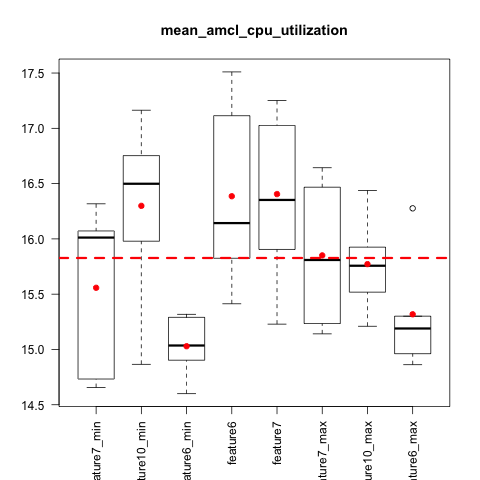 mean_amcl_cpu_utilization
17.5
17.0
16.5
16.0
15.5
15.0
14.5
ature7_min
ture10_min
ature6_min
feature6
feature7
ture7_max
ture10_max
ature6_max